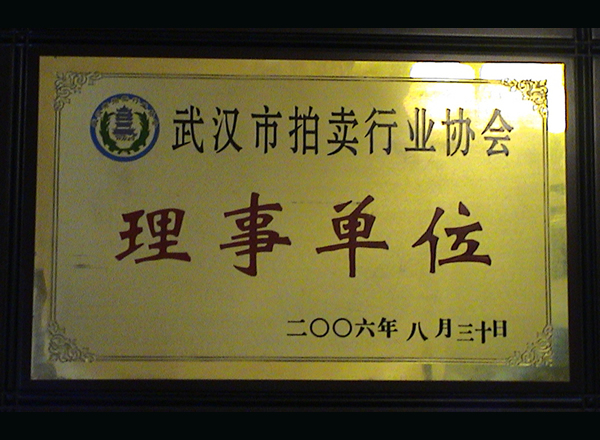 武汉市拍卖行业协会
理事单位
二〇〇六年八月三十日